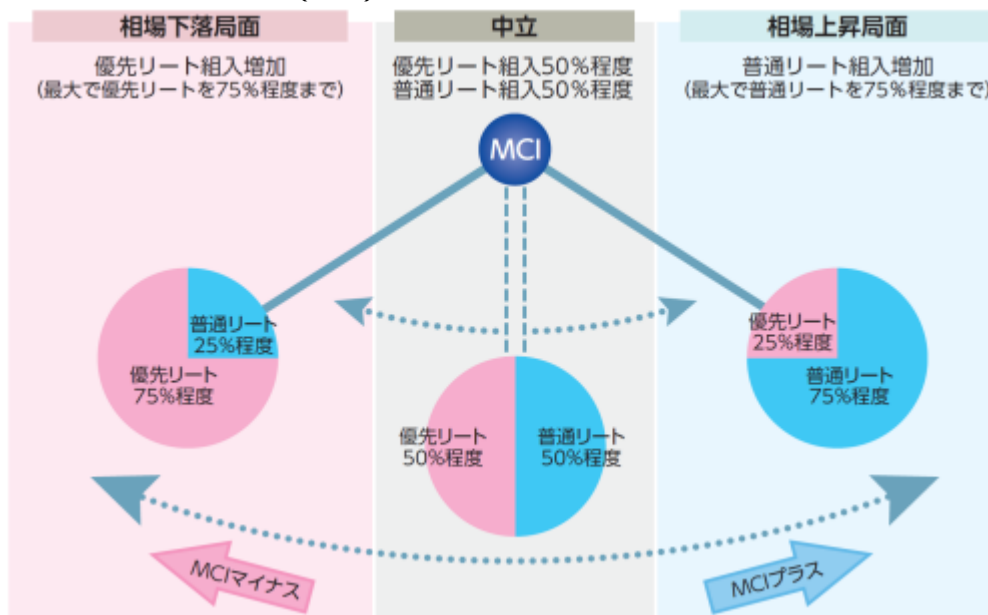 相場下落局面
優先リート組入増加
(最大で優先リートを75%程度まで)
中立
優先リート組入50%程度
普通リート組入50%程度
相場上昇局面
普通リート組入増加
(最大で普通リートを75%程度まで)
MCI
普通リート
25%程度
優先リート
75%程度
優先リート
50%程度
普通リート
50%程度
優先リート
25%程度
普通リート
75%程度
MCIマイナス
MCIプラス